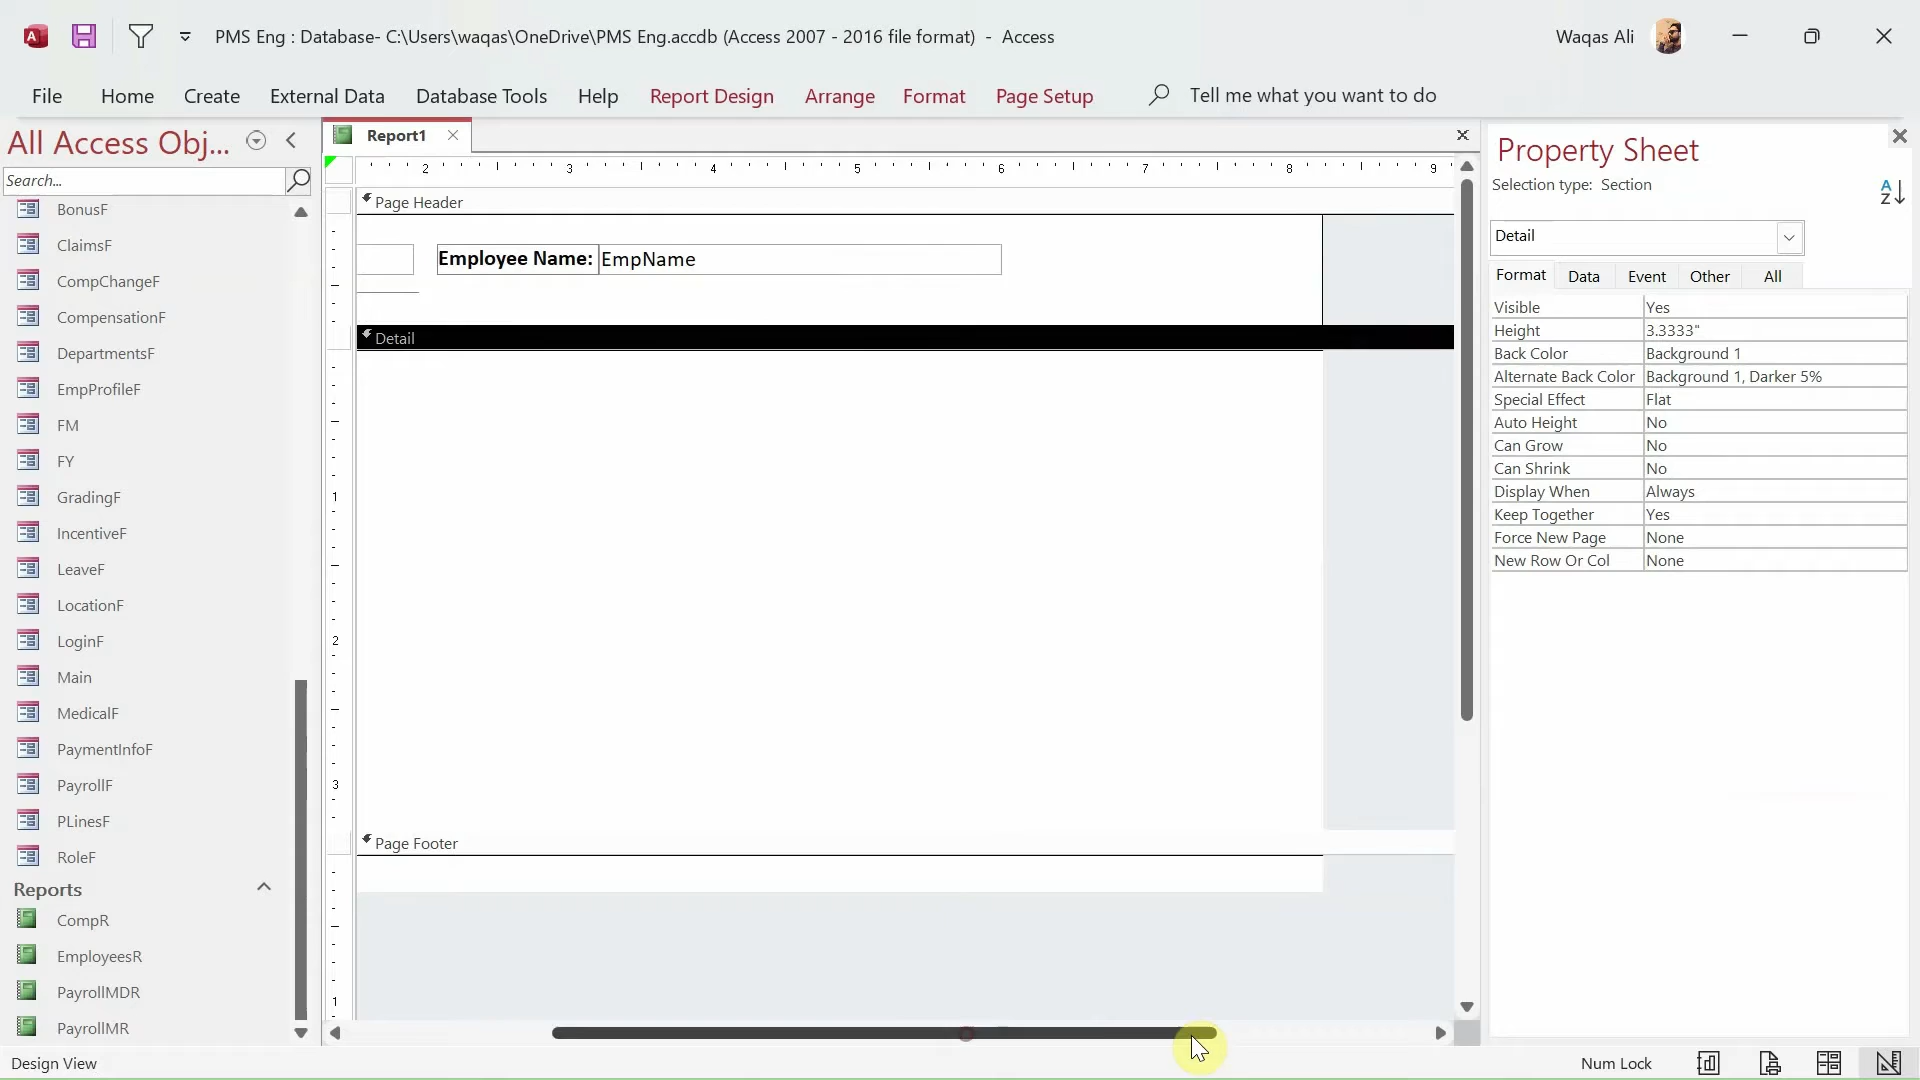 PMS Eng : Database- C:\Users\waqas\OneDrive\PMS Eng.accdb (Access 2007 - 2016 file format) - Access
Waqas Ali
File Home Create External Data Database Tools Help Report Design Arrange Format Page Setup Tell me what you want to do
All Access Obj...
Search...
BonusF
ClaimsF
CompChangeF
CompensationF
DepartmentsF
EmpProfileF
FM
FY
GradingF
IncentiveF
LeaveF
LocationF
LoginF
Main
MedicalF
PaymentInfoF
PayrollF
PLinesF
RoleF
Reports
CompR
EmployeesR
PayrollMDR
PayrollMR
Report1
2 3 4 5 6 7 8 9
Page Header
Employee Name: EmpName
Detail
1
2
3
Page Footer
1
Property Sheet
Selection type: Section
A
Z
Detail
Format Data Event Other All
Visible Yes
Height 3.3333"
Back Color Background 1
Alternate Back Color Background 1, Darker 5%
Special Effect Flat
Auto Height No
Can Grow No
Can Shrink No
Display When Always
Keep Together Yes
Force New Page None
New Row Or Col None
Design View
Num Lock